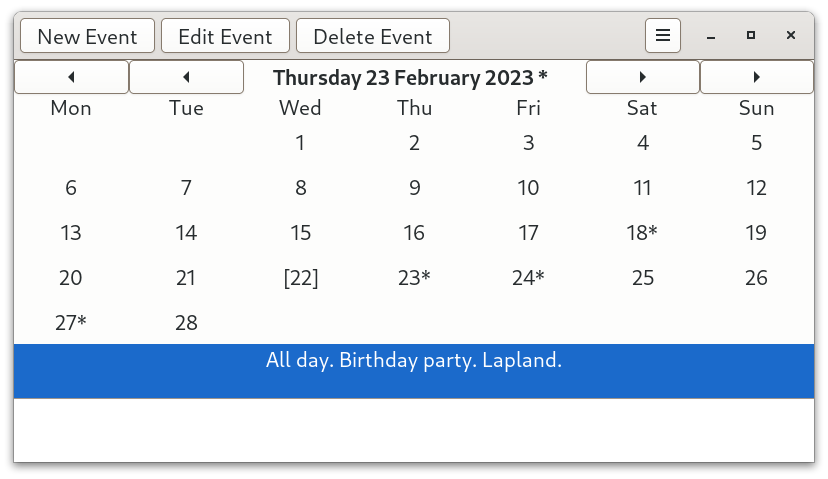 New Event Edit Event Delete Event
Thursday 23 February 2023 *
Mon Tue Wed Thu Fri Sat Sun
1 2 3 4 5
6 7 8 9 10 11 12
13 14 15 16 17 18* 19
20 21 [22] 23* 24* 25 26
27* 28
All day. Birthday party. Lapland.